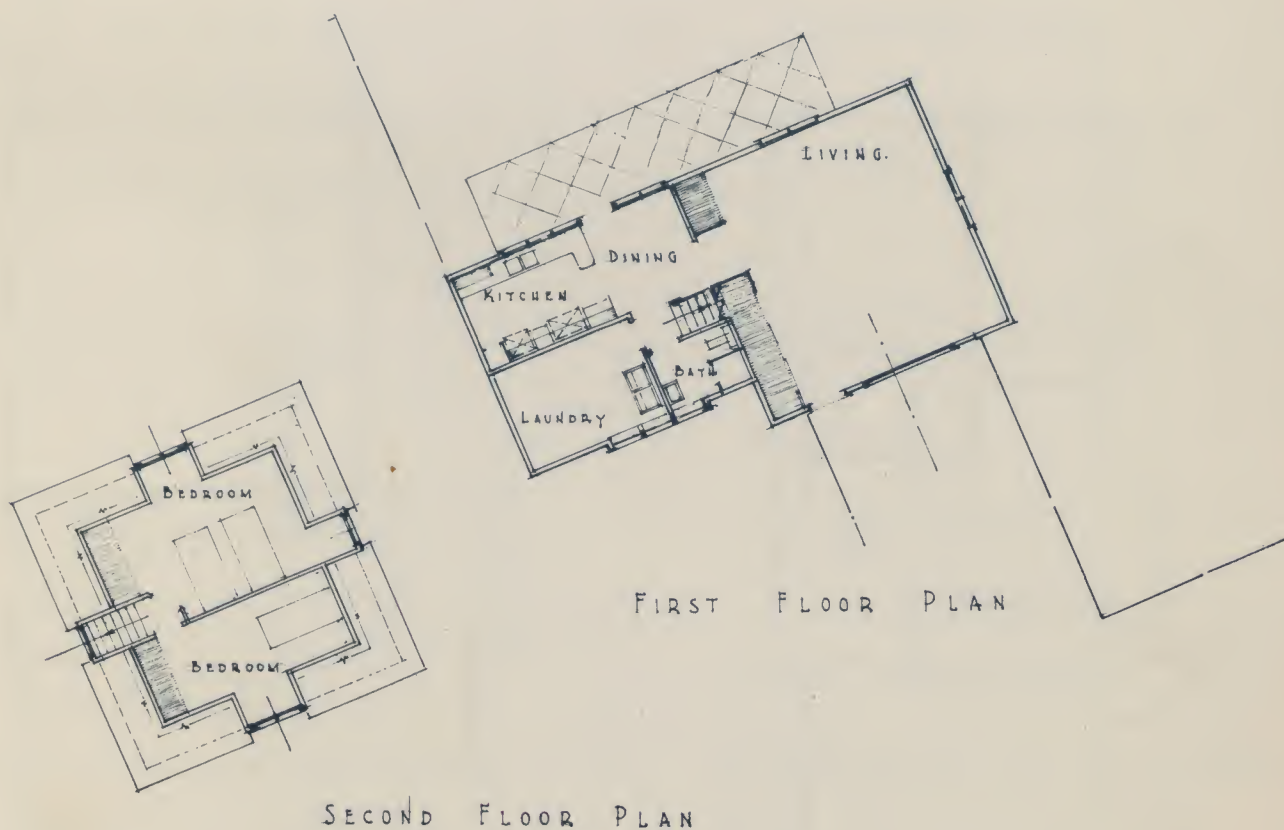 LIVING.
DINING
KITCHEN
BATH
LAUNDRY
FIRST FLOOR PLAN
BEDROOM
BEDROOM
SECOND FLOOR PLAN